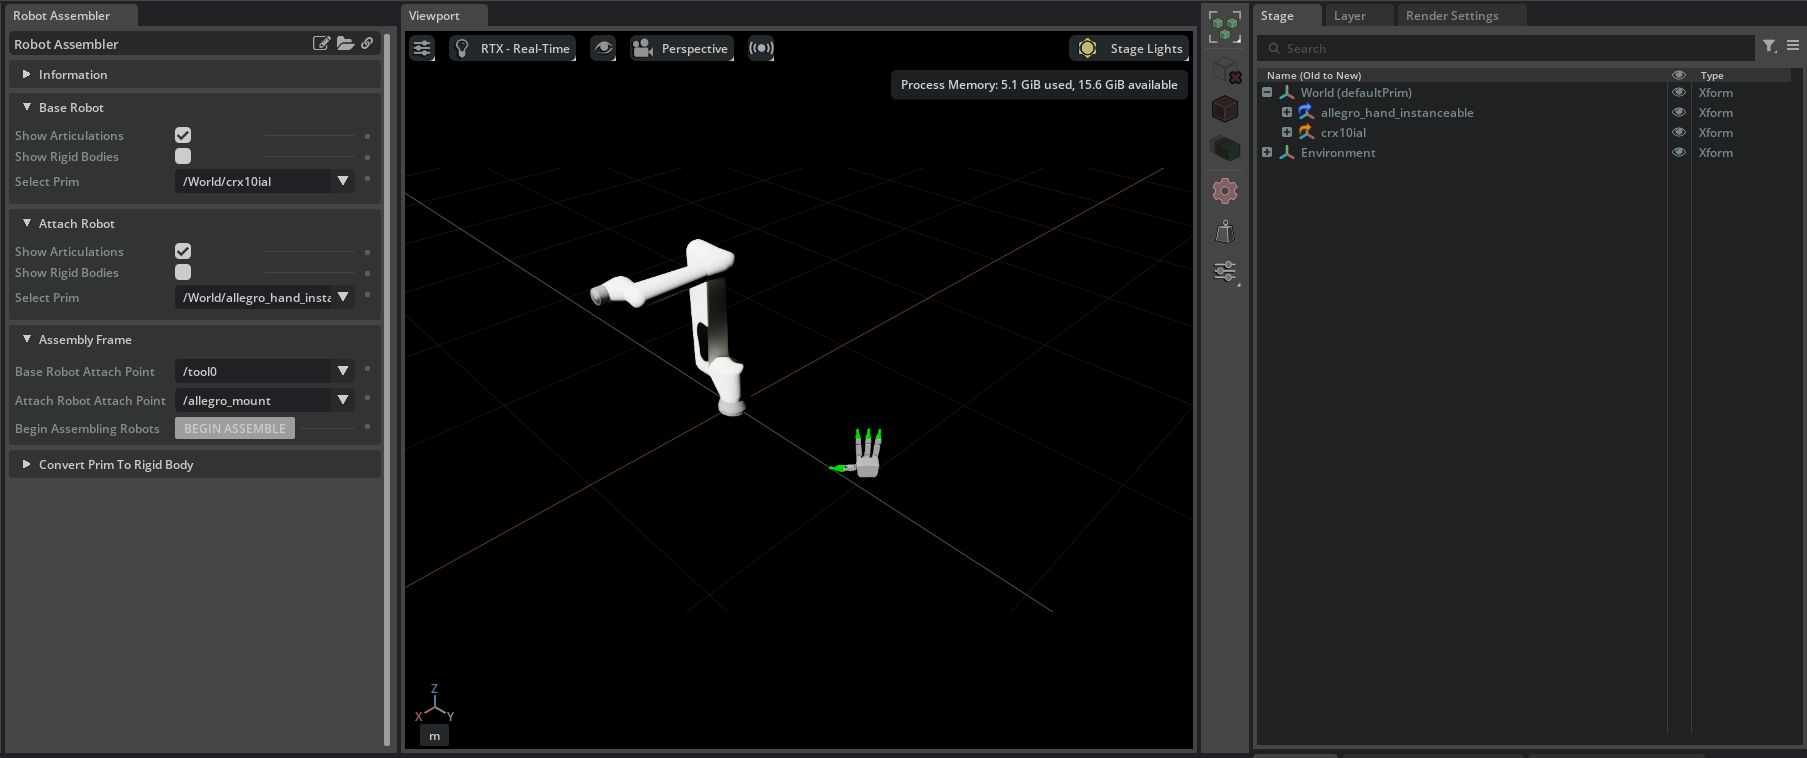 Robot Assembler
Robot Assembler
Information
Base Robot
Show Articulations
Show Rigid Bodies
Select Prim /World/crx10ial
Attach Robot
Show Articulations
Show Rigid Bodies
Select Prim /World/allegro_hand_insta
Assembly Frame
Base Robot Attach Point /tool0
Attach Robot Attach Point /allegro_mount
Begin Assembling Robots BEGIN ASSEMBLE
Convert Prim To Rigid Body
Viewport
RTX - Real-Time Perspective Stage Lights
Process Memory: 5.1 GiB used, 15.6 GiB available
Z
X Y
m
Stage Layer Render Settings
Search
Name (Old to New) Type
World (defaultPrim) Xform
allegro_hand_instanceable Xform
crx10ial Xform
Environment Xform